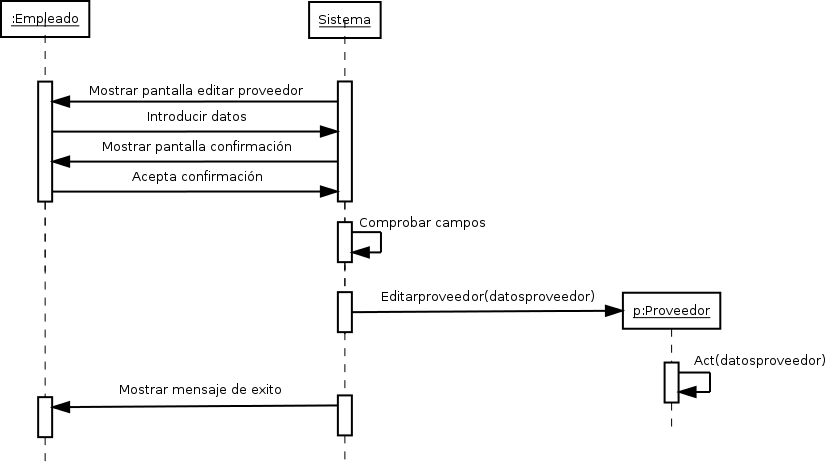 :Empleado
Sistema
Mostrar pantalla editar proveedor
Introducir datos
Mostrar pantalla confirmación
Acepta confirmación
Comprobar campos
Editarproveedor(datosproveedor)
p:Proveedor
Act(datosproveedor)
Mostrar mensaje de exito